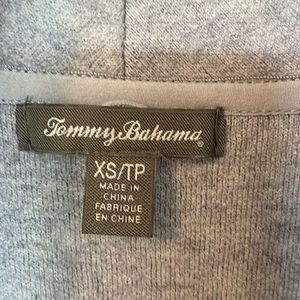 Tommy Bahama®
XS/TP
MADE IN
CHINA
FABRIQUE
EN CHINE